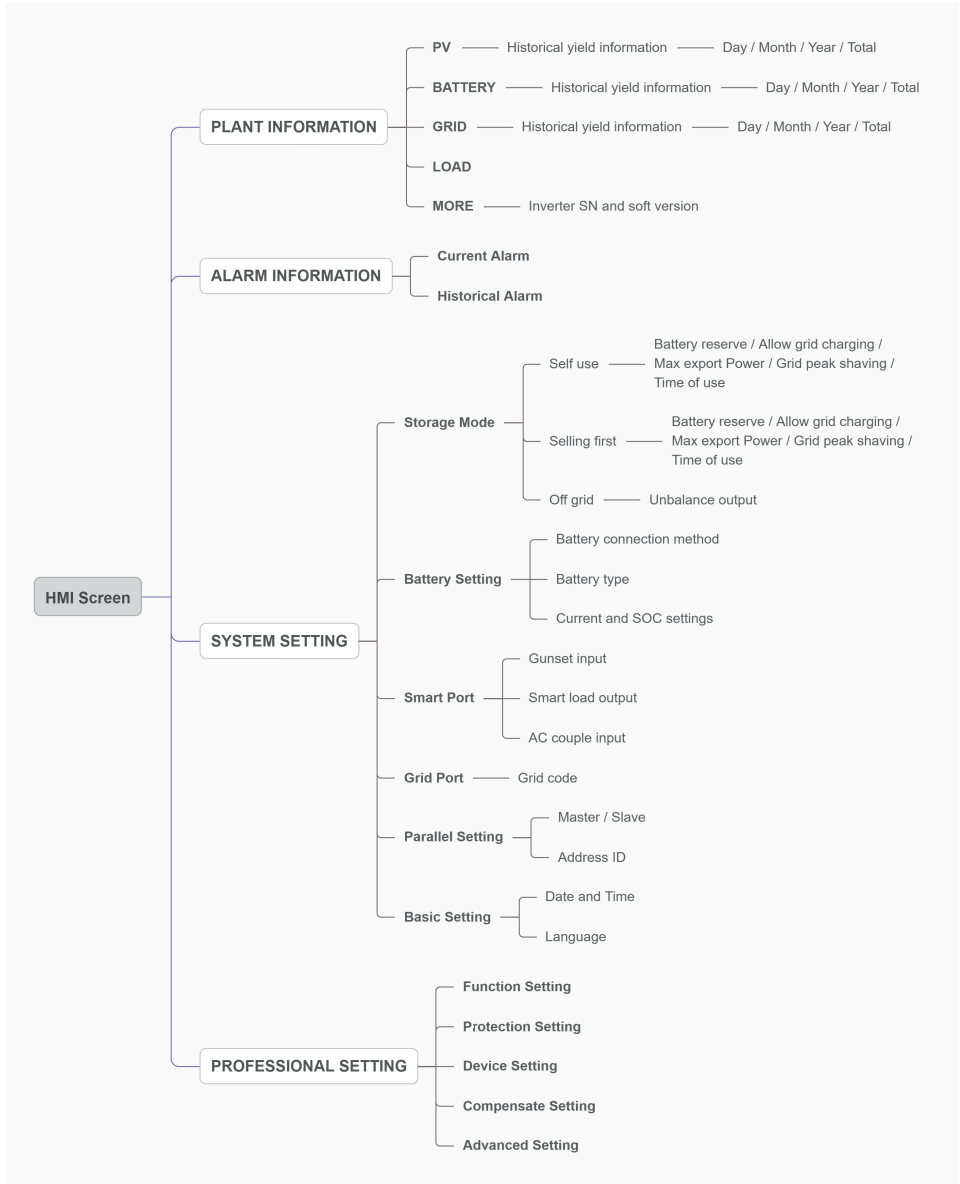 HMI Screen
PLANT INFORMATION
PV
Historical yield information
Day / Month / Year / Total
BATTERY
Historical yield information
Day / Month / Year / Total
GRID
Historical yield information
Day / Month / Year / Total
LOAD
MORE
Inverter SN and soft version
ALARM INFORMATION
Current Alarm
Historical Alarm
SYSTEM SETTING
Storage Mode
Self use
Battery reserve / Allow grid charging /
Max export Power / Grid peak shaving /
Time of use
Selling first
Battery reserve / Allow grid charging /
Max export Power / Grid peak shaving /
Time of use
Off grid
Unbalance output
Battery Setting
Battery connection method
Battery type
Current and SOC settings
Smart Port
Gunset input
Smart load output
AC couple input
Grid Port
Grid code
Parallel Setting
Master / Slave
Address ID
Basic Setting
Date and Time
Language
PROFESSIONAL SETTING
Function Setting
Protection Setting
Device Setting
Compensate Setting
Advanced Setting